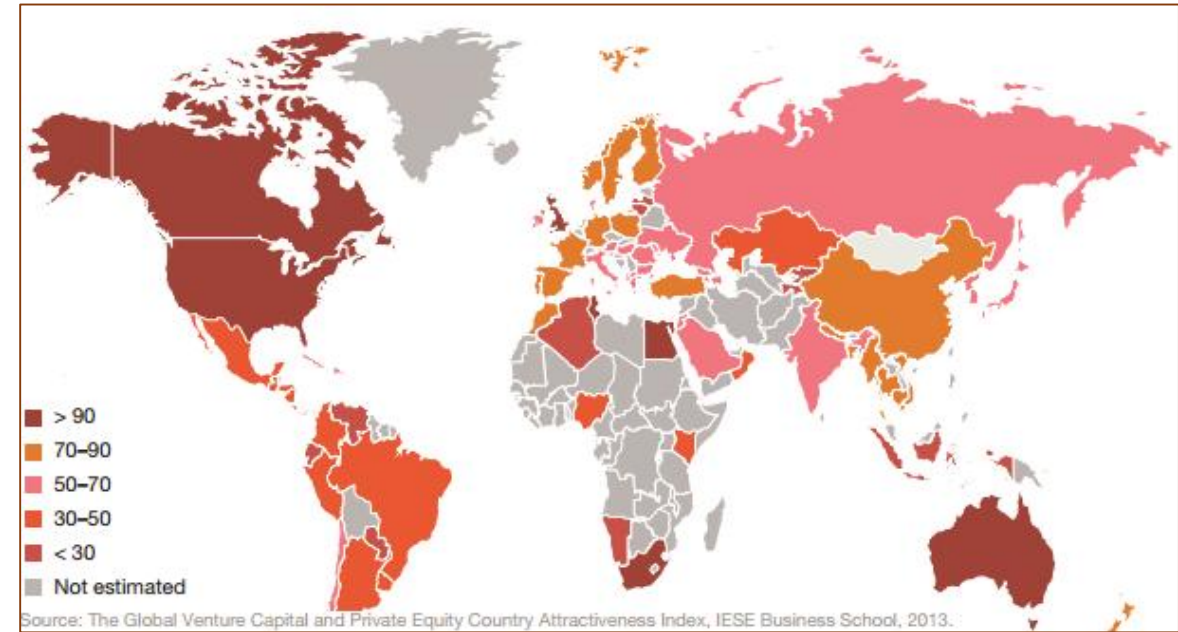 > 90
70–90
50–70
30–50
< 30
Not estimated
Source: The Global Venture Capital and Private Equity Country Attractiveness Index, IESE Business School, 2013.